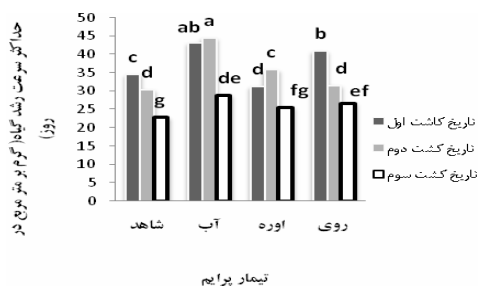 حداکثر سرعت رشد گیاه( گرم بر متر مربع در
روز)
50
45
40
35
30
25
20
15
10
5
0
c d g
ab a de
d c fg
b d ef
شاهد آب اوره روی
تیمار پرایم
تاریخ کاشت اول
تاریخ کشت دوم
تاریخ کشت سوم